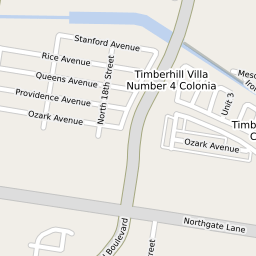 Stanford Avenue
Rice Avenue
Queens Avenue
Providence Avenue
Ozark Avenue
North 18th Street
Timberhill Villa
Number 4 Colonia
Unit 3
Ozark Avenue
Northgate Lane
Boulevard